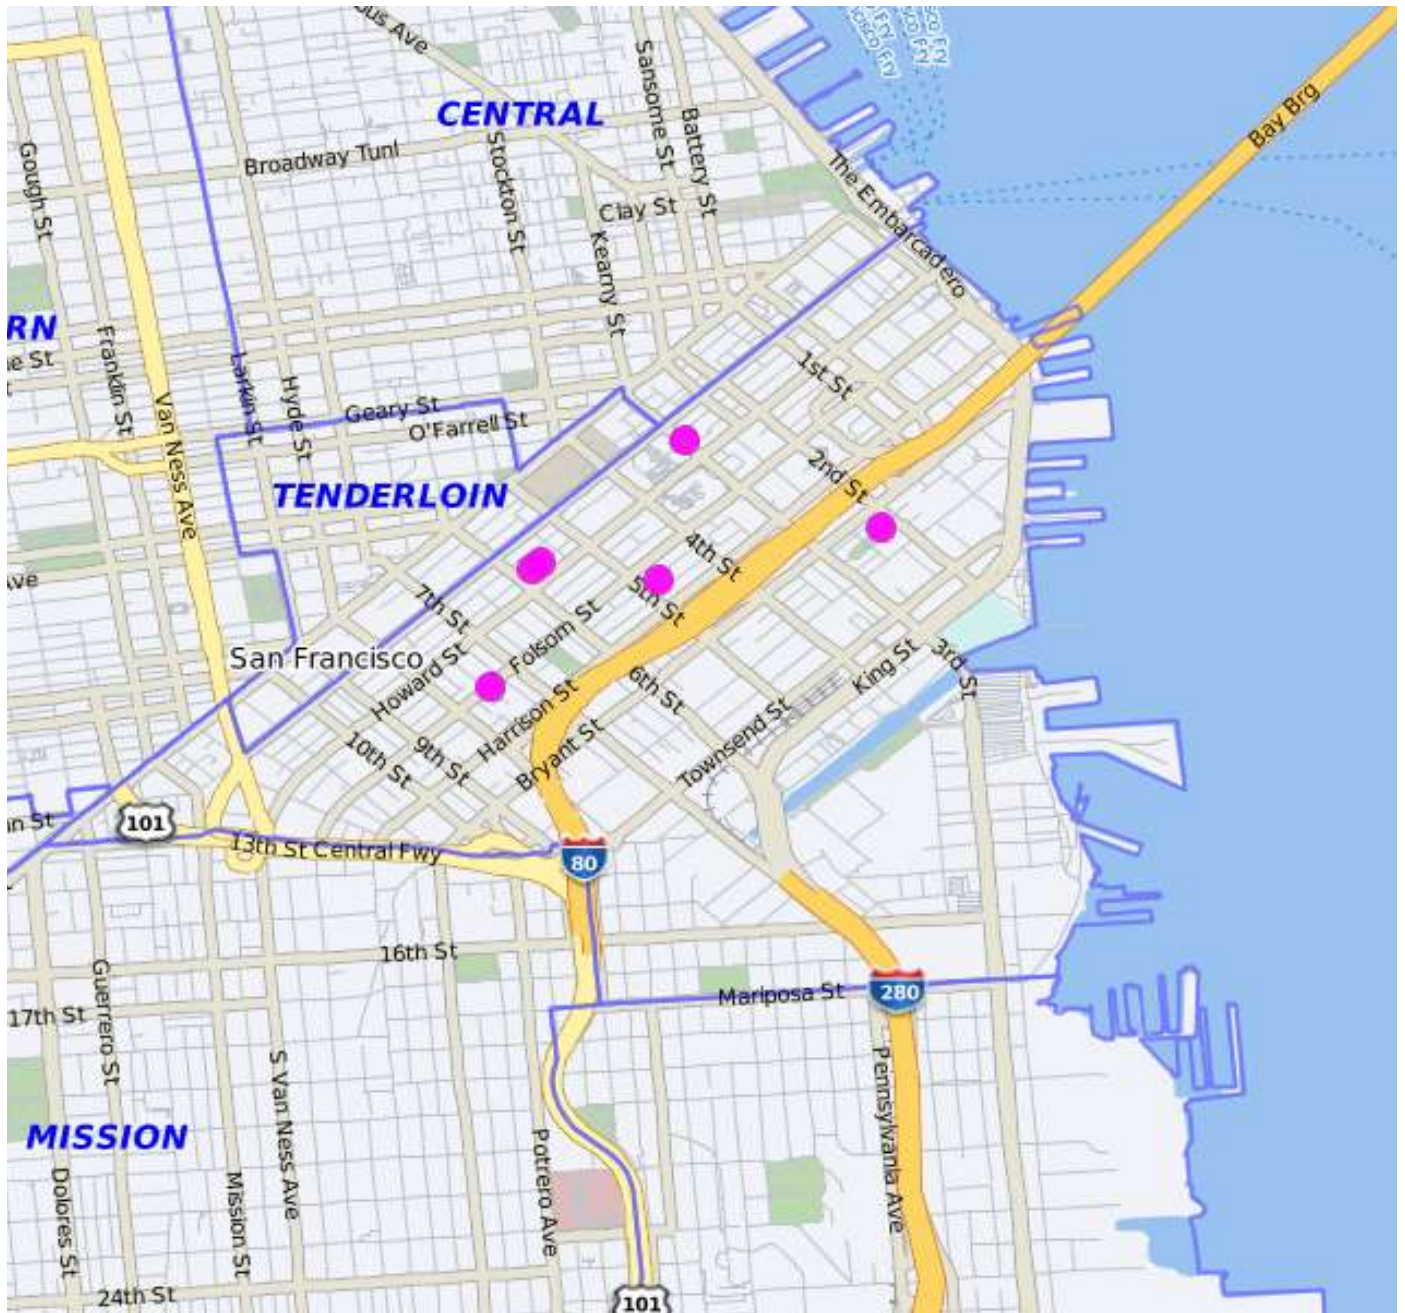 Sansome St
CENTRAL
Battery St
Bay Brg
Gough St
Broadway Tunl
Stockton St
The Embarcadero
Clay St
Kearny St
RN
Franklin St
Larkin St
Hyde St
1st St
Van Ness Ave
Geary St
O'Farrell St
2nd St
TENDERLOIN
4th St
5th St
7th St
Folsom St
San Francisco
Howard St
6th St
King St
3rd St
Harrison St
Townsend St
10th St
9th St
Bryant St
101
13th St Central Fwy
80
16th St
Guerrero St
280
Mariposa St
17th St
S Van Ness Ave
Pennsylvania Ave
MISSION
Potrero Ave
Dolores St
Mission St
24th St
101